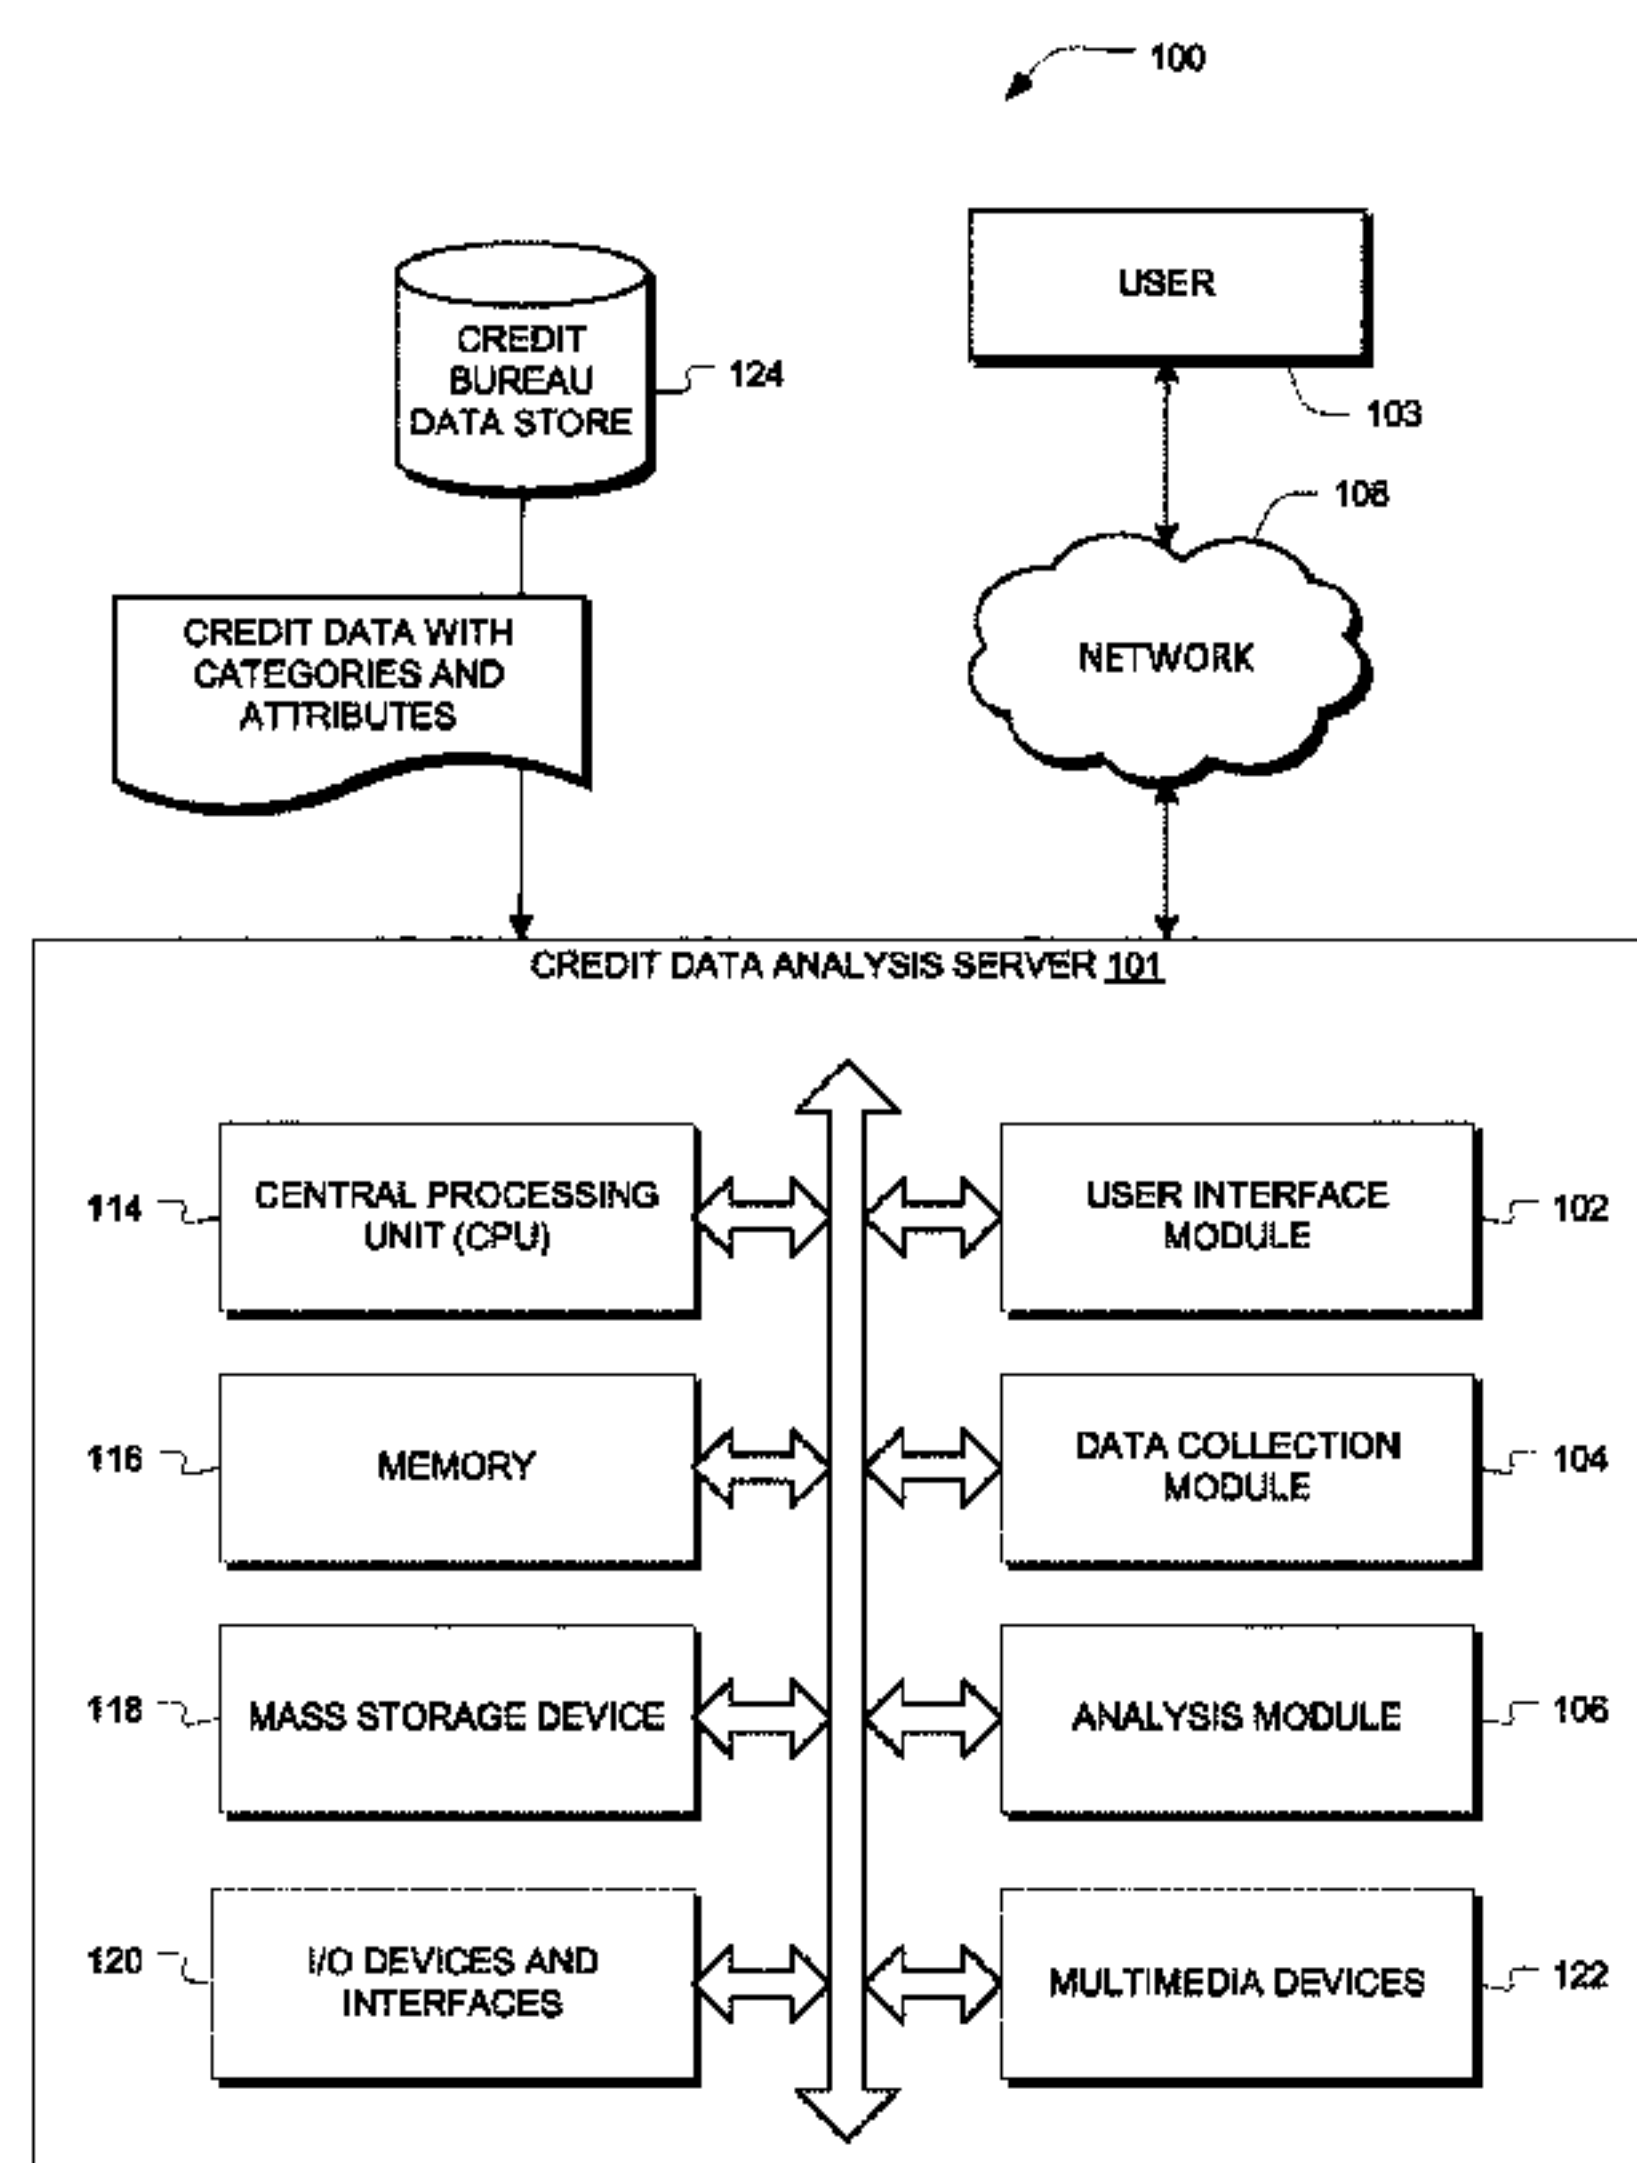 100
USER
103
CREDIT
BUREAU
DATA STORE
124
108
NETWORK
CREDIT DATA WITH
CATEGORIES AND
ATTRIBUTES
CREDIT DATA ANALYSIS SERVER 101
114
CENTRAL PROCESSING
UNIT (CPU)
USER INTERFACE
MODULE
102
116
MEMORY
DATA COLLECTION
MODULE
104
118
MASS STORAGE DEVICE
ANALYSIS MODULE
106
120
I/O DEVICES AND
INTERFACES
MULTIMEDIA DEVICES
122